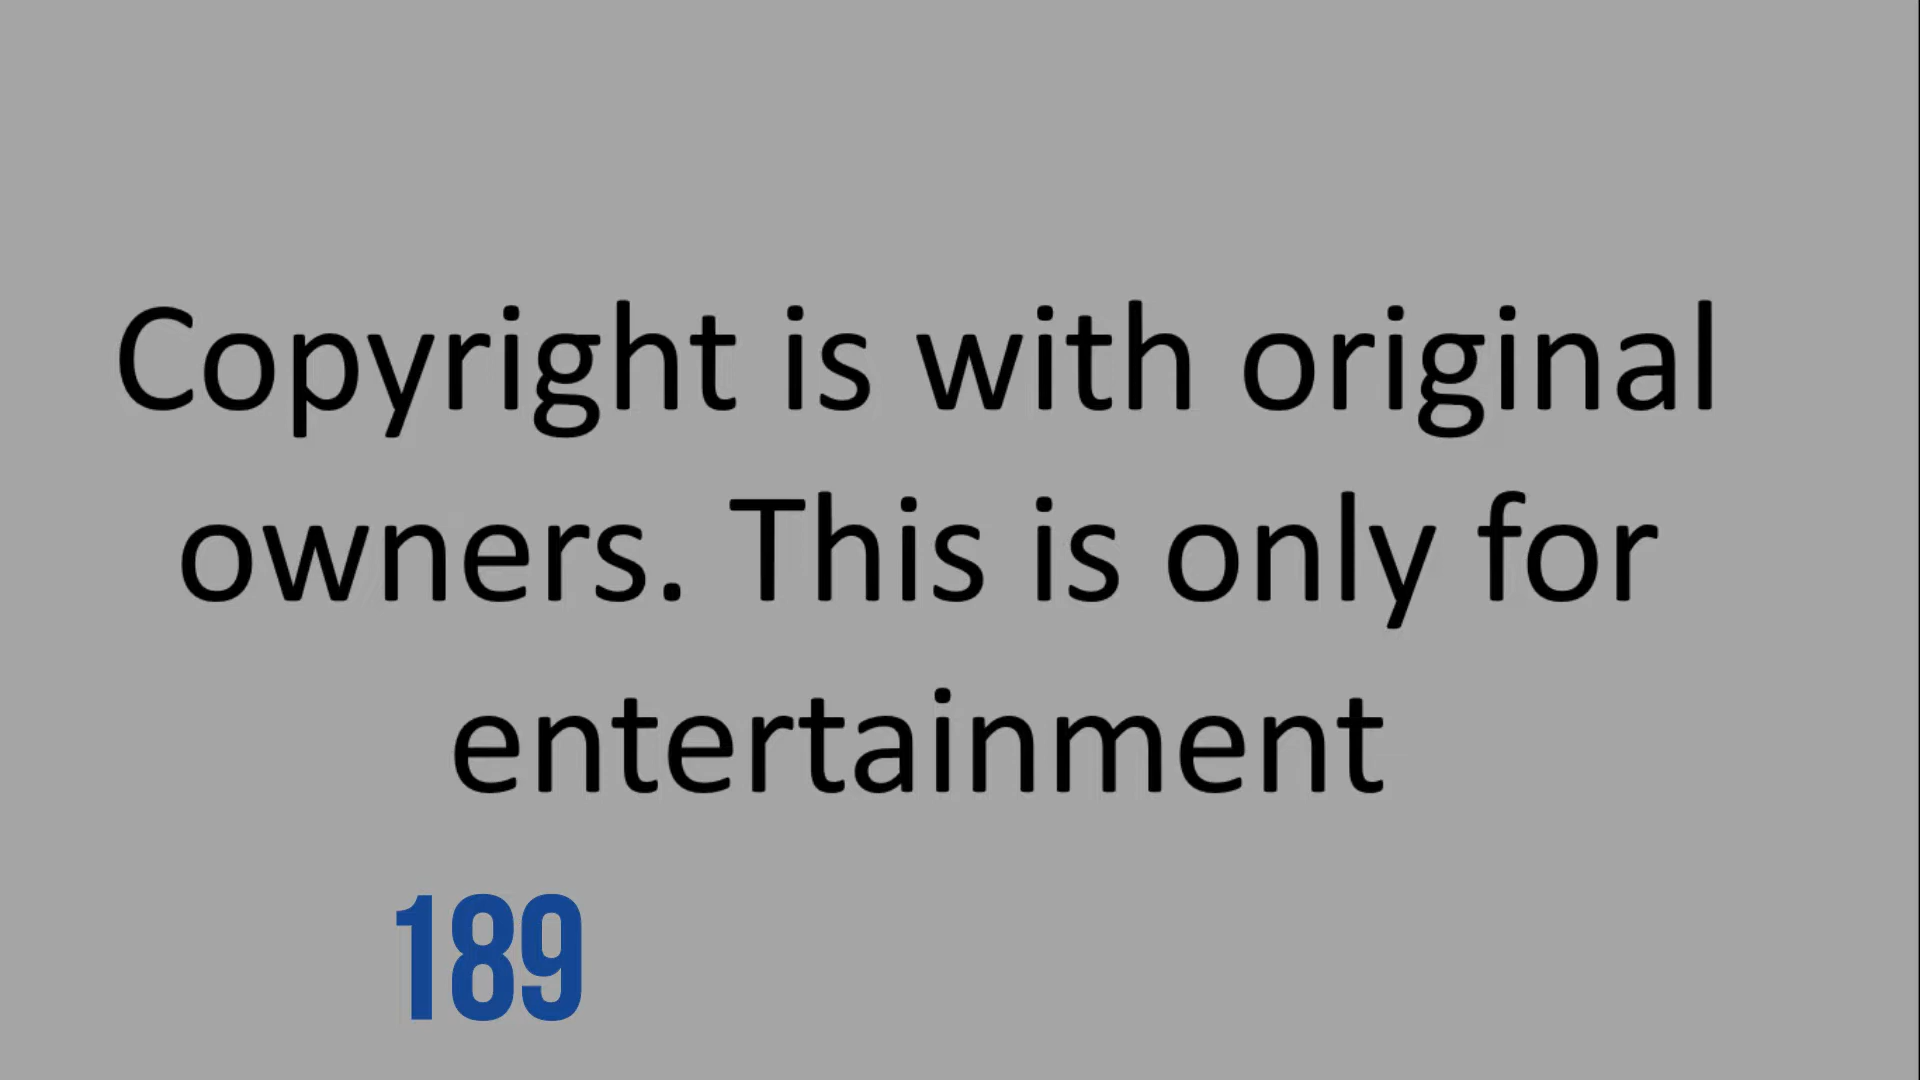 Copyright is with original
owners. This is only for
entertainment
189